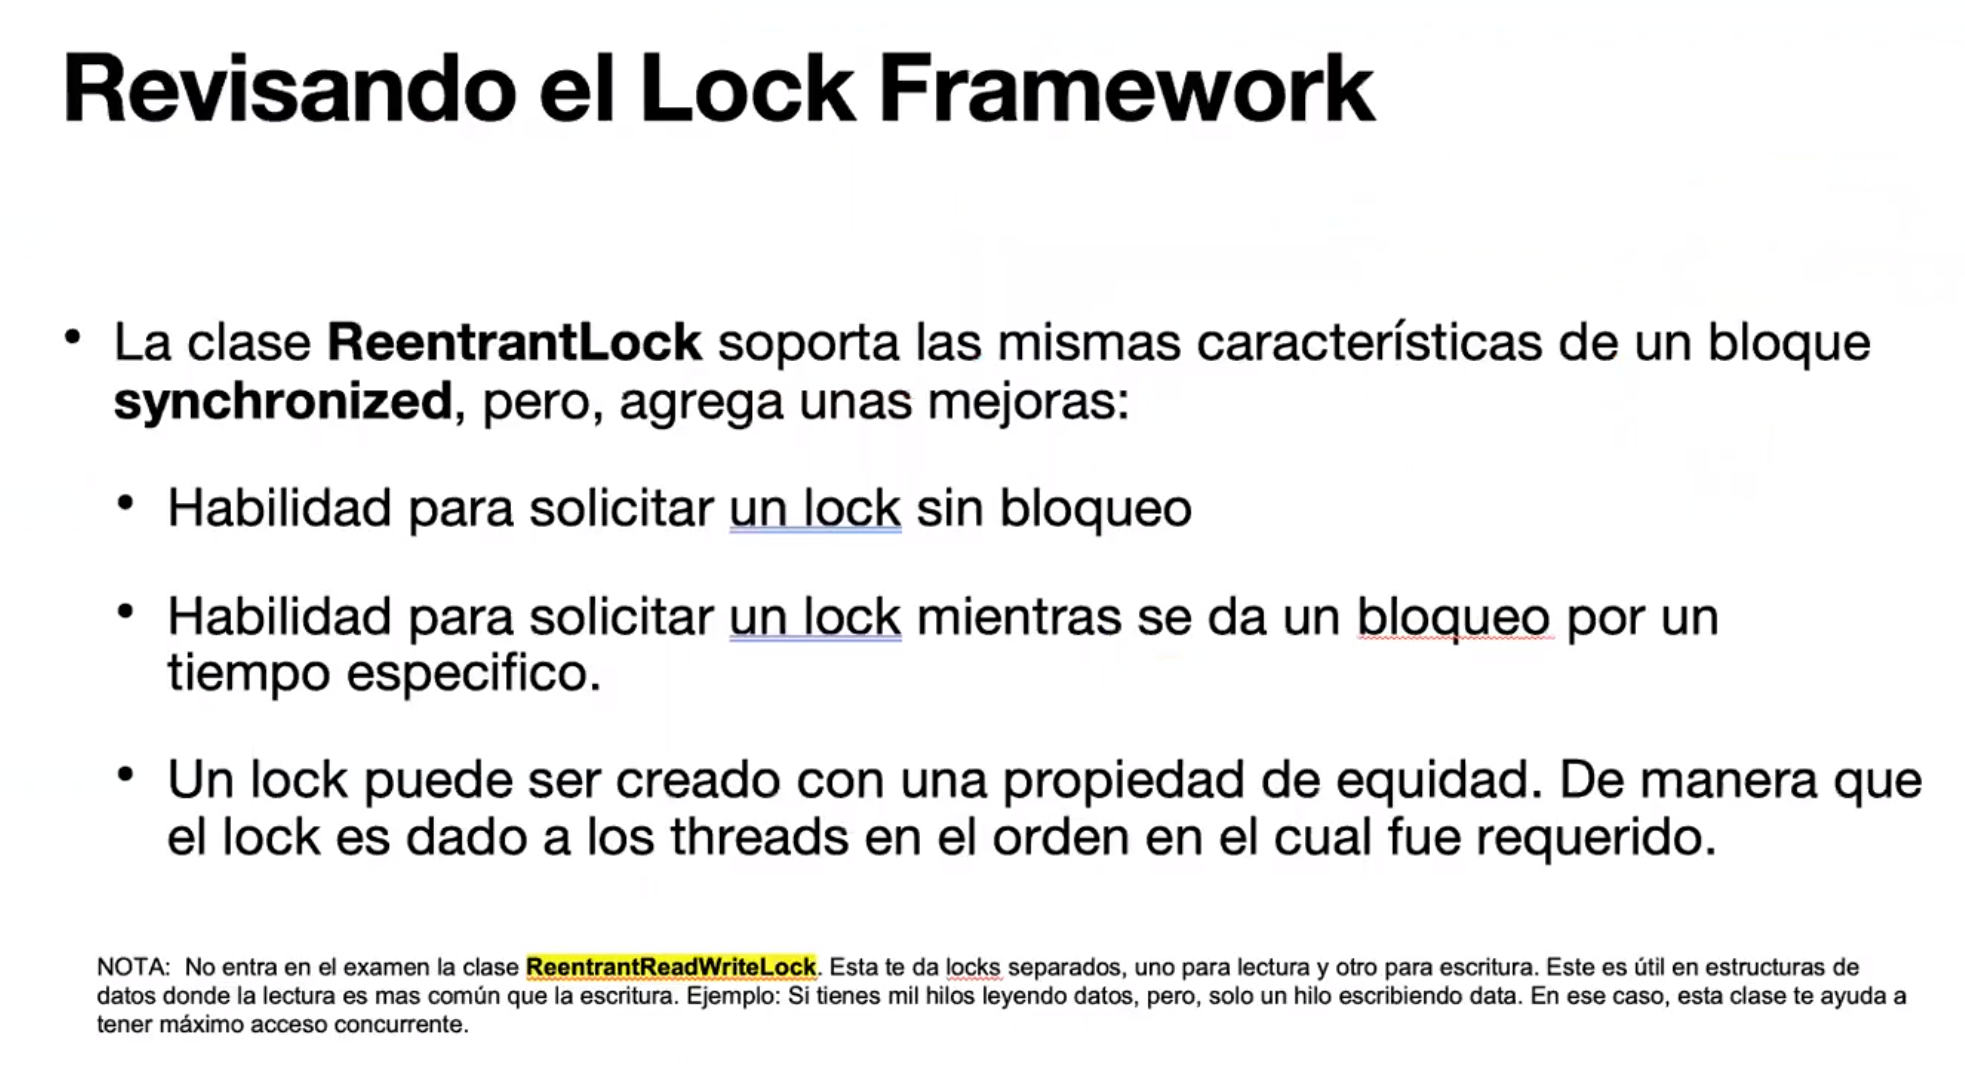 Revisando el Lock Framework
• La clase ReentrantLock soporta las mismas características de un bloque
synchronized, pero, agrega unas mejoras:
• Habilidad para solicitar un lock sin bloqueo
• Habilidad para solicitar un lock mientras se da un bloqueo por un
tiempo especifico.
• Un lock puede ser creado con una propiedad de equidad. De manera que
el lock es dado a los threads en el orden en el cual fue requerido.
NOTA: No entra en el examen la clase ReentrantReadWriteLock. Esta te da locks separados, uno para lectura y otro para escritura. Este es útil en estructuras de
datos donde la lectura es mas común que la escritura. Ejemplo: Si tienes mil hilos leyendo datos, pero, solo un hilo escribiendo data. En ese caso, esta clase te ayuda a
tener máximo acceso concurrente.